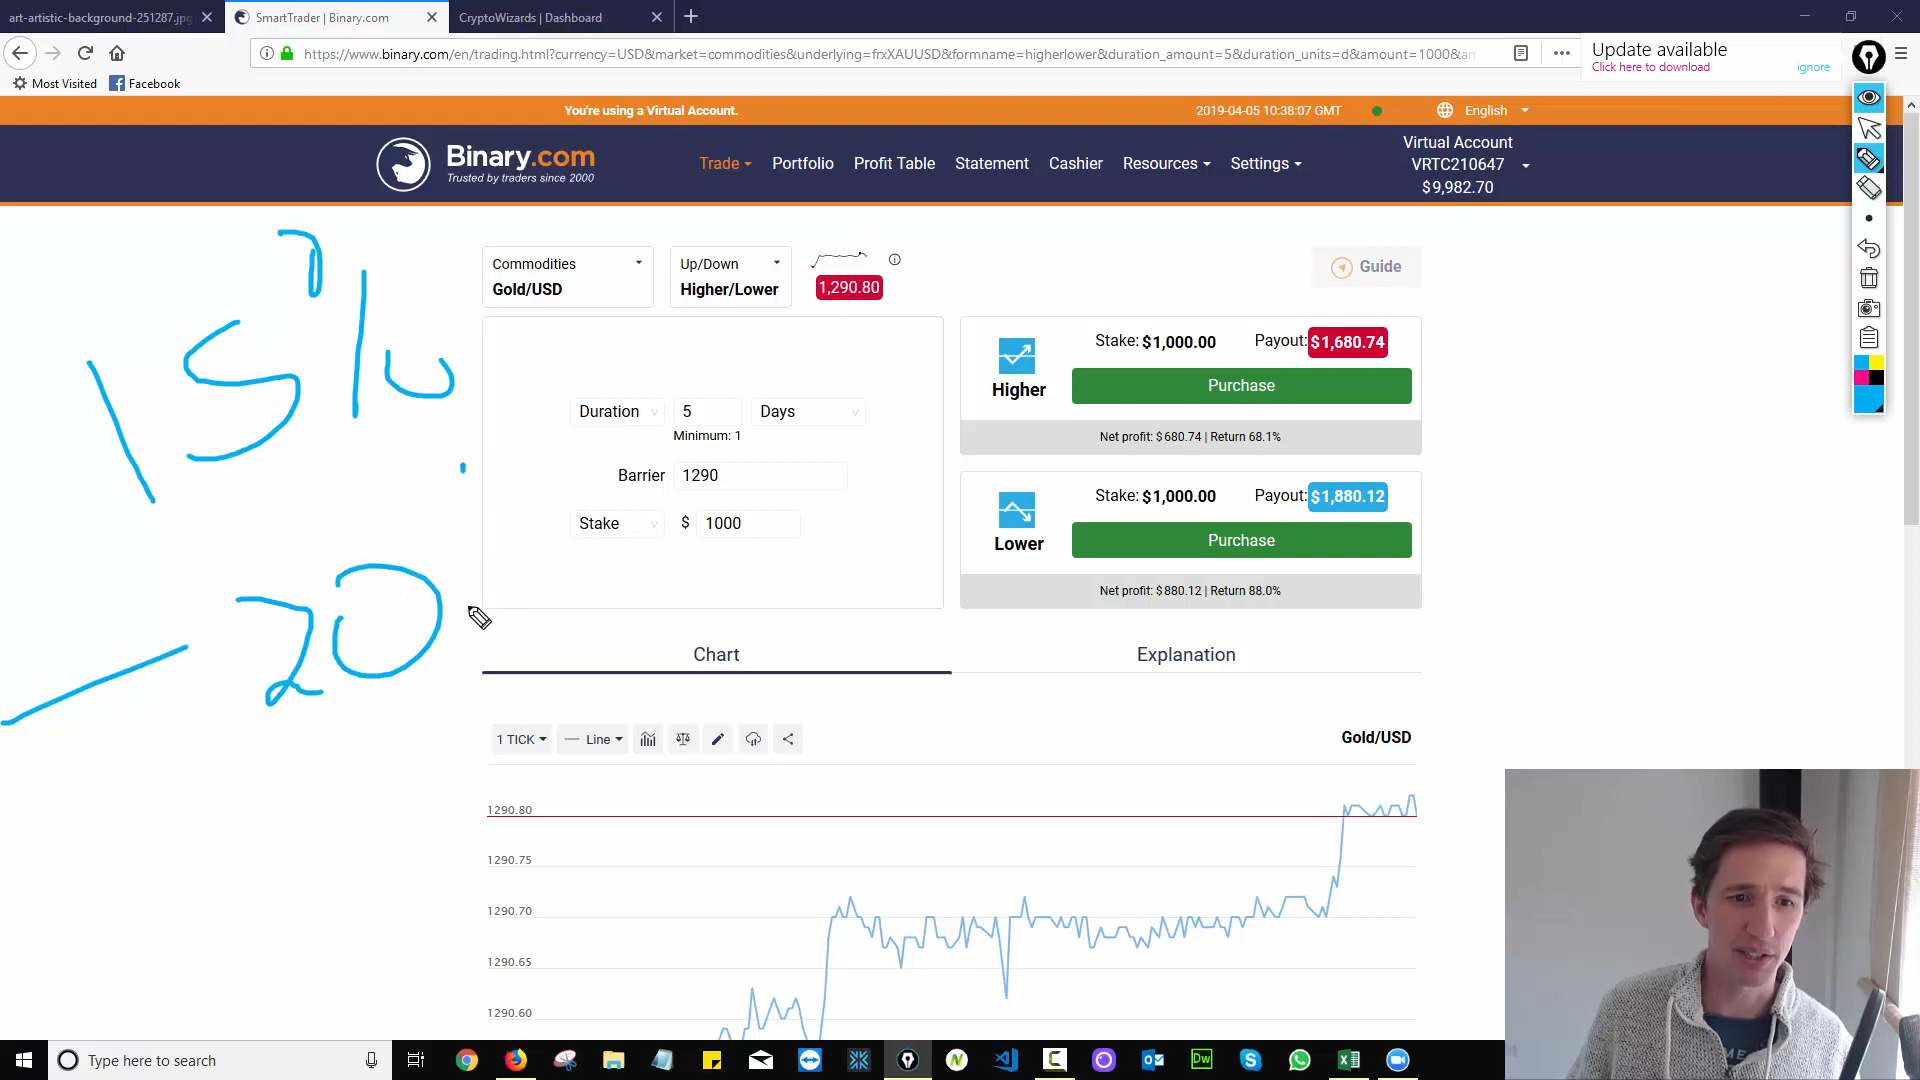 art-artistic-background-251287.jpg
SmartTrader | Binary.com
CryptoWizards | Dashboard
https://www.binary.com/en/trading.html?currency=USD&market=commodities&underlying=frxXAUUSD&formname=higherlower&duration_amount=5&duration_units=d&amount=1000&an
Update available
Click here to download
ignore
Most Visited
Facebook
You're using a Virtual Account.
2019-04-05 10:38:07 GMT
English
Binary.com
Trusted by traders since 2000
Trade
Portfolio
Profit Table
Statement
Cashier
Resources
Settings
Virtual Account
VRTC210647
$9,982.70
Commodities
Gold/USD
Up/Down
Higher/Lower
1,290.80
Guide
Duration
5
Days
Minimum: 1
Barrier
1290
Stake
$
1000
Higher
Stake: $1,000.00
Payout: $1,680.74
Purchase
Net profit: $680.74 | Return 68.1%
Lower
Stake: $1,000.00
Payout: $1,880.12
Purchase
Net profit: $880.12 | Return 88.0%
20
Chart
Explanation
1 TICK
Line
Gold/USD
1290.80
1290.75
1290.70
1290.65
1290.60
Type here to search